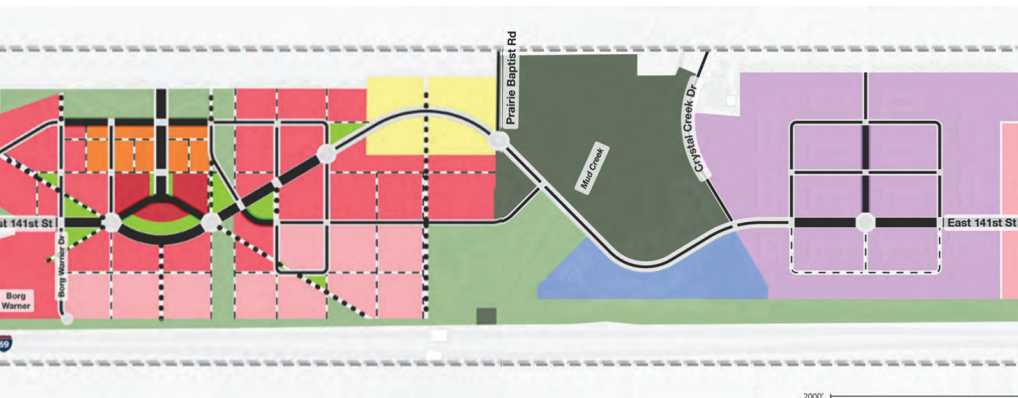 Prairie Baptist Rd
Crystal Creek Dr
Mud Creek
st 141st St
East 141st St
Borg Warner Dr
Borg
Warner
69
2000'